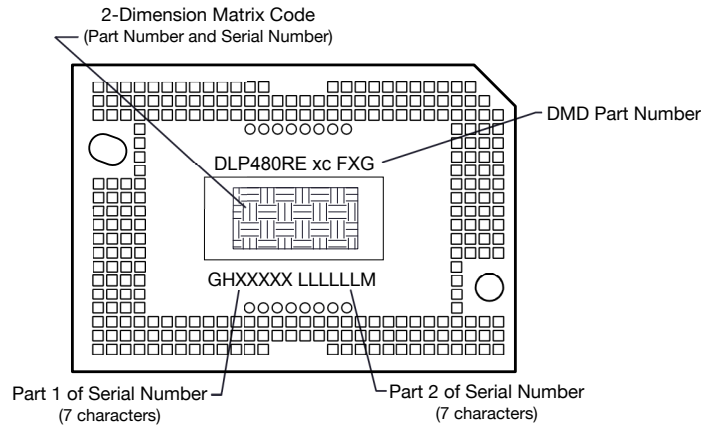 2-Dimension Matrix Code
(Part Number and Serial Number)
DMD Part Number
DLP480RE xc FXG
GHXXXXX LLLLLLM
Part 1 of Serial Number
(7 characters)
Part 2 of Serial Number
(7 characters)